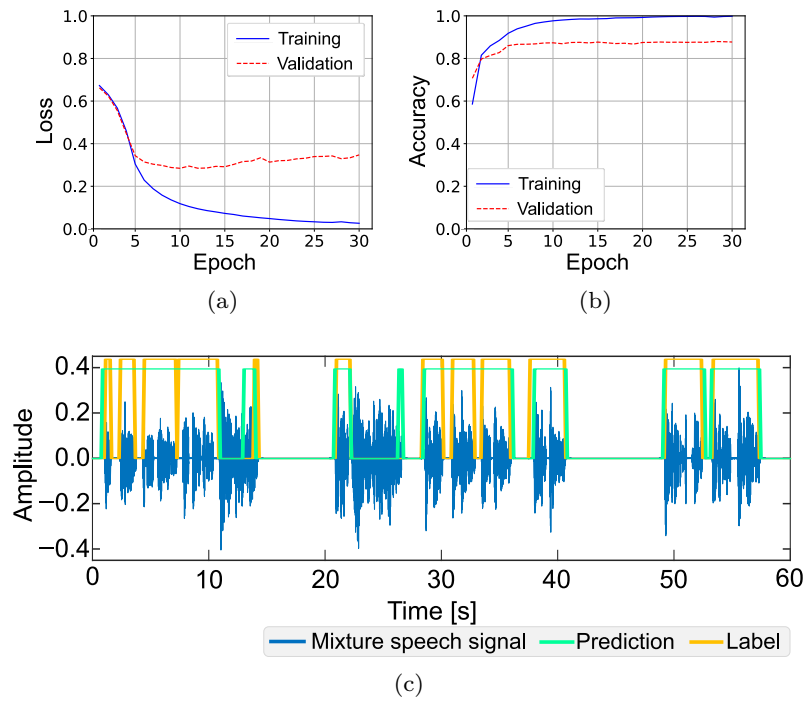 1.0
0.8
0.6
0.4
0.2
0.0
Loss
Training
Validation
0 5 10 15 20 25 30
Epoch
(a)
1.0
0.8
0.6
0.4
0.2
0.0
Accuracy
Training
Validation
0 5 10 15 20 25 30
Epoch
(b)
0.4
0.2
0.0
−0.2
−0.4
Amplitude
0 10 20 30 40 50 60
Time [s]
Mixture speech signal Prediction Label
(c)